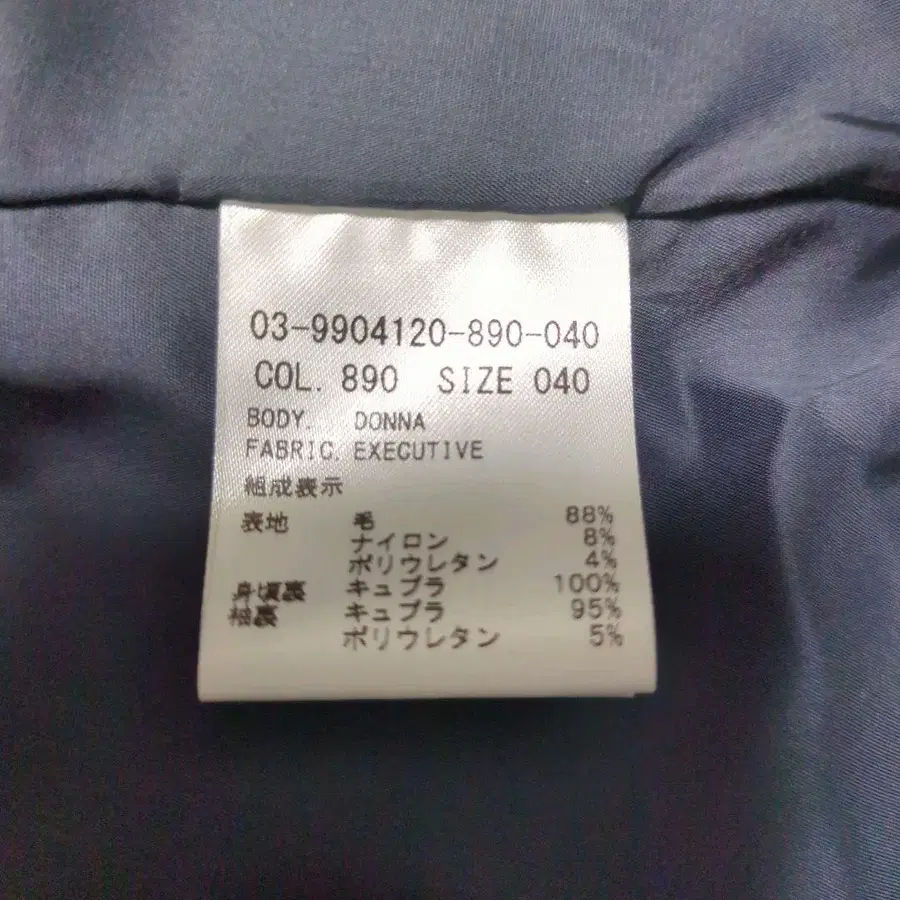 03-9904120-890-040
COL. 890 SIZE 040
BODY. DONNA
FABRIC. EXECUTIVE
組成表示
表地 毛 88%
ナイロン 8%
ポリウレタン 4%
身頃裏 キュプラ 100%
袖裏 キュプラ 95%
ポリウレタン 5%